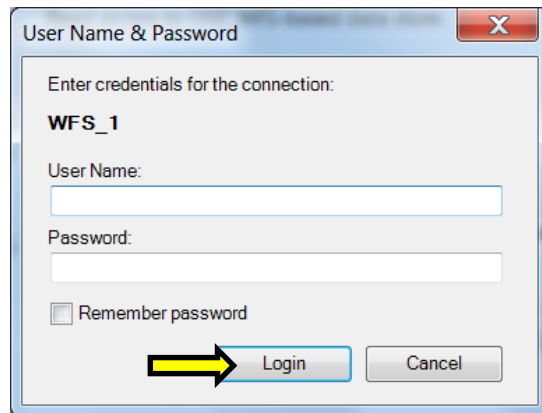 User Name & Password
X
Enter credentials for the connection:
WFS_1
User Name:
Password:
Remember password
Login Cancel